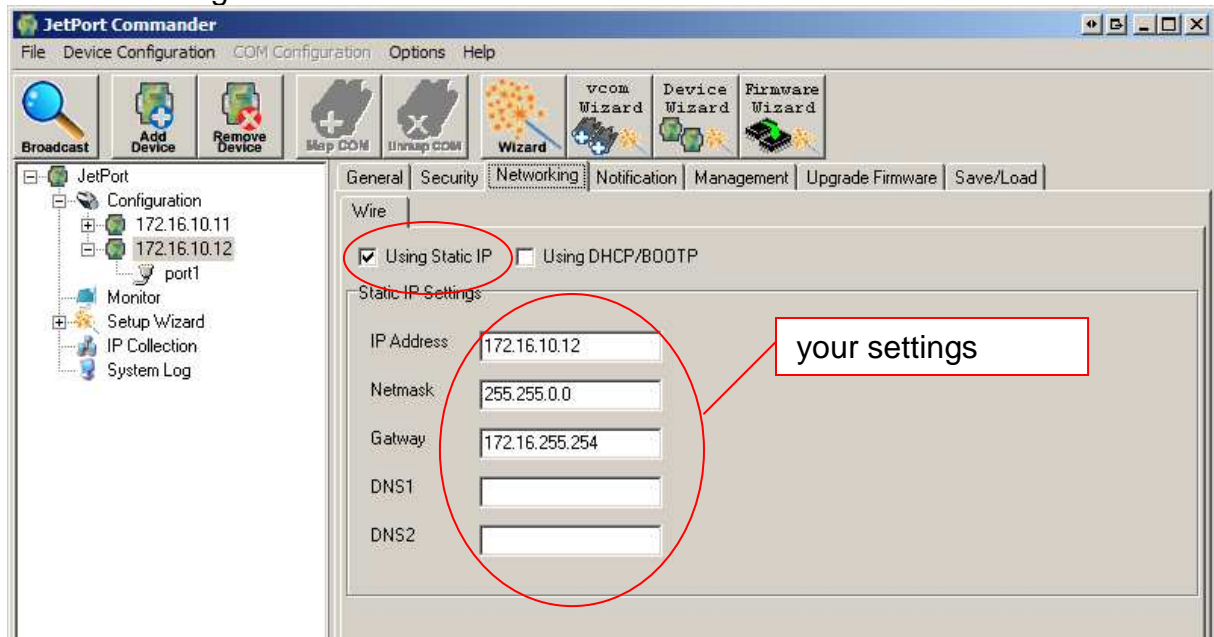 JetPort Commander
File Device Configuration COM Configuration Options Help
Broadcast
Add Device
Remove Device
Map COM
Unmap COM
Wizard
vcom Wizard
Device Wizard
Firmware Wizard
JetPort
Configuration
172.16.10.11
172.16.10.12
port1
Monitor
Setup Wizard
IP Collection
System Log
General Security Networking Notification Management Upgrade Firmware Save/Load
Wire
Using Static IP Using DHCP/BOOTP
Static IP Settings
IP Address 172.16.10.12
Netmask 255.255.0.0
Gatway 172.16.255.254
DNS1
DNS2
your settings